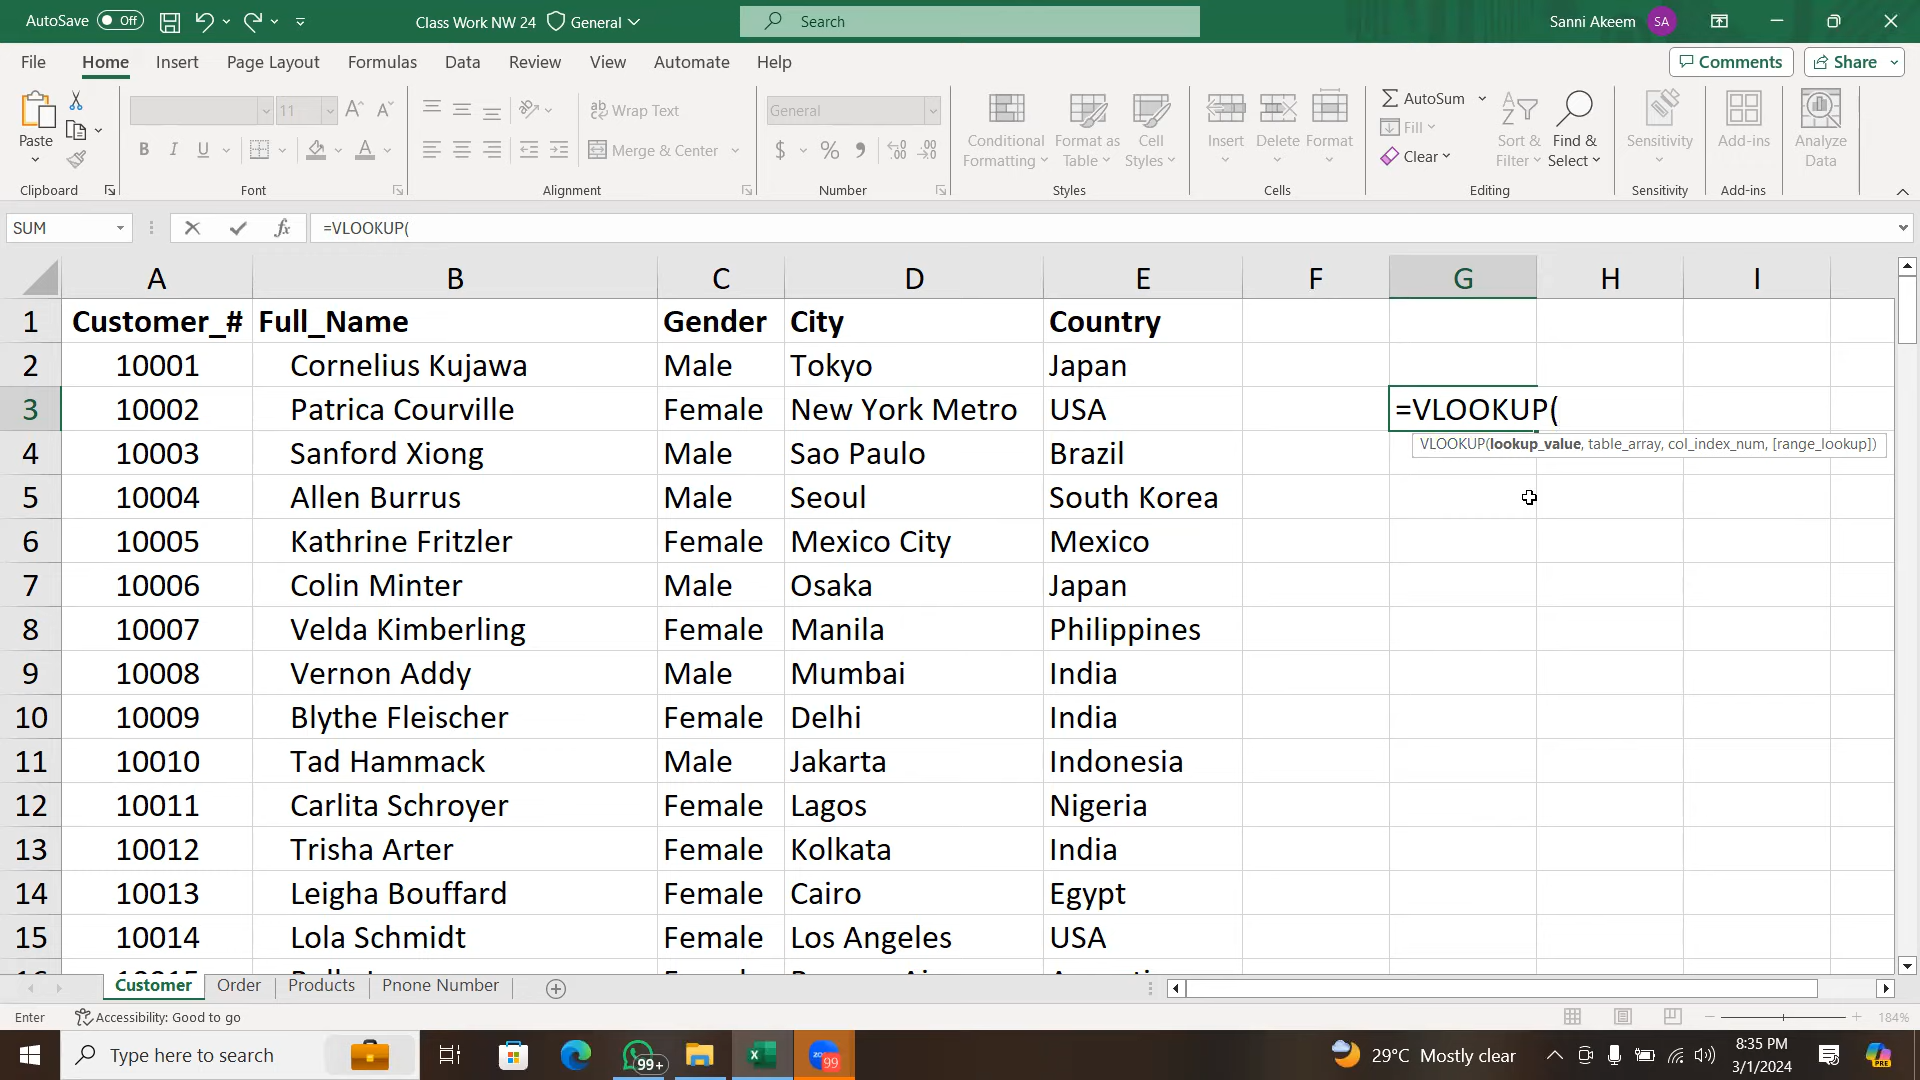 AutoSave Off
Class Work NW 24 General
Search
Sanni Akeem SA
File Home Insert Page Layout Formulas Data Review View Automate Help
Comments Share
Paste
11
Wrap Text
Merge & Center
General
Conditional Formatting
Format as Table
Cell Styles
Insert Delete Format
AutoSum
Fill
Clear
Sort & Filter
Find & Select
Sensitivity
Add-ins
Analyze Data
Clipboard Font Alignment Number Styles Cells Editing Sensitivity Add-ins
SUM fx =VLOOKUP(
A B C D E F G H I
1 Customer_# Full_Name Gender City Country
2 10001 Cornelius Kujawa Male Tokyo Japan
3 10002 Patrica Courville Female New York Metro USA =VLOOKUP(
VLOOKUP(lookup_value, table_array, col_index_num, [range_lookup])
4 10003 Sanford Xiong Male Sao Paulo Brazil
5 10004 Allen Burrus Male Seoul South Korea
6 10005 Kathrine Fritzler Female Mexico City Mexico
7 10006 Colin Minter Male Osaka Japan
8 10007 Velda Kimberling Female Manila Philippines
9 10008 Vernon Addy Male Mumbai India
10 10009 Blythe Fleischer Female Delhi India
11 10010 Tad Hammack Male Jakarta Indonesia
12 10011 Carlita Schroyer Female Lagos Nigeria
13 10012 Trisha Arter Female Kolkata India
14 10013 Leigha Bouffard Female Cairo Egypt
15 10014 Lola Schmidt Female Los Angeles USA
Customer Order Products Pnone Number
Enter Accessibility: Good to go 184%
Type here to search
99+
99
29°C Mostly clear
8:35 PM
3/1/2024